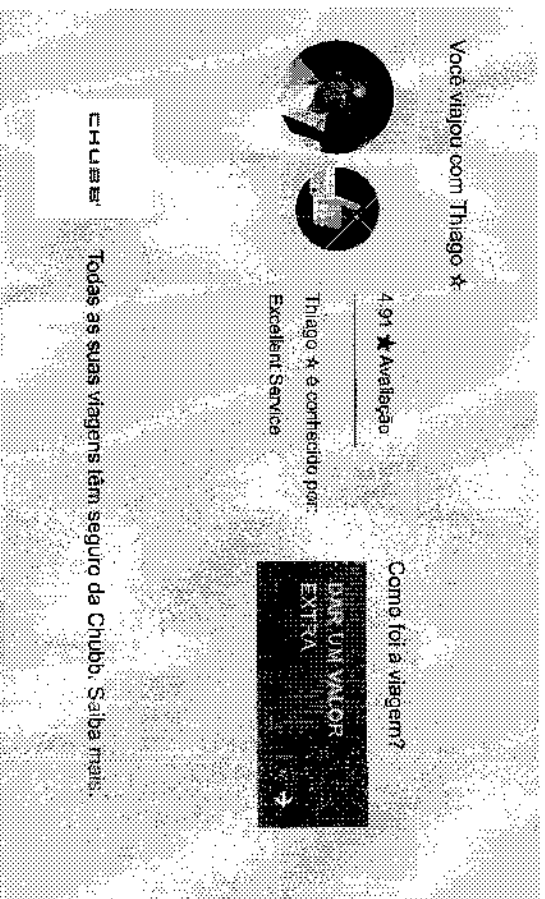 Você viajou com Thiago ☆
4.91 ★ Avaliação
Thiago ☆ é conhecido por:
Excellent Service
Como foi a viagem?
DAR UM VALOR
EXTRA
CHUBB
Todas as suas viagens têm seguro da Chubb. Saiba mais.